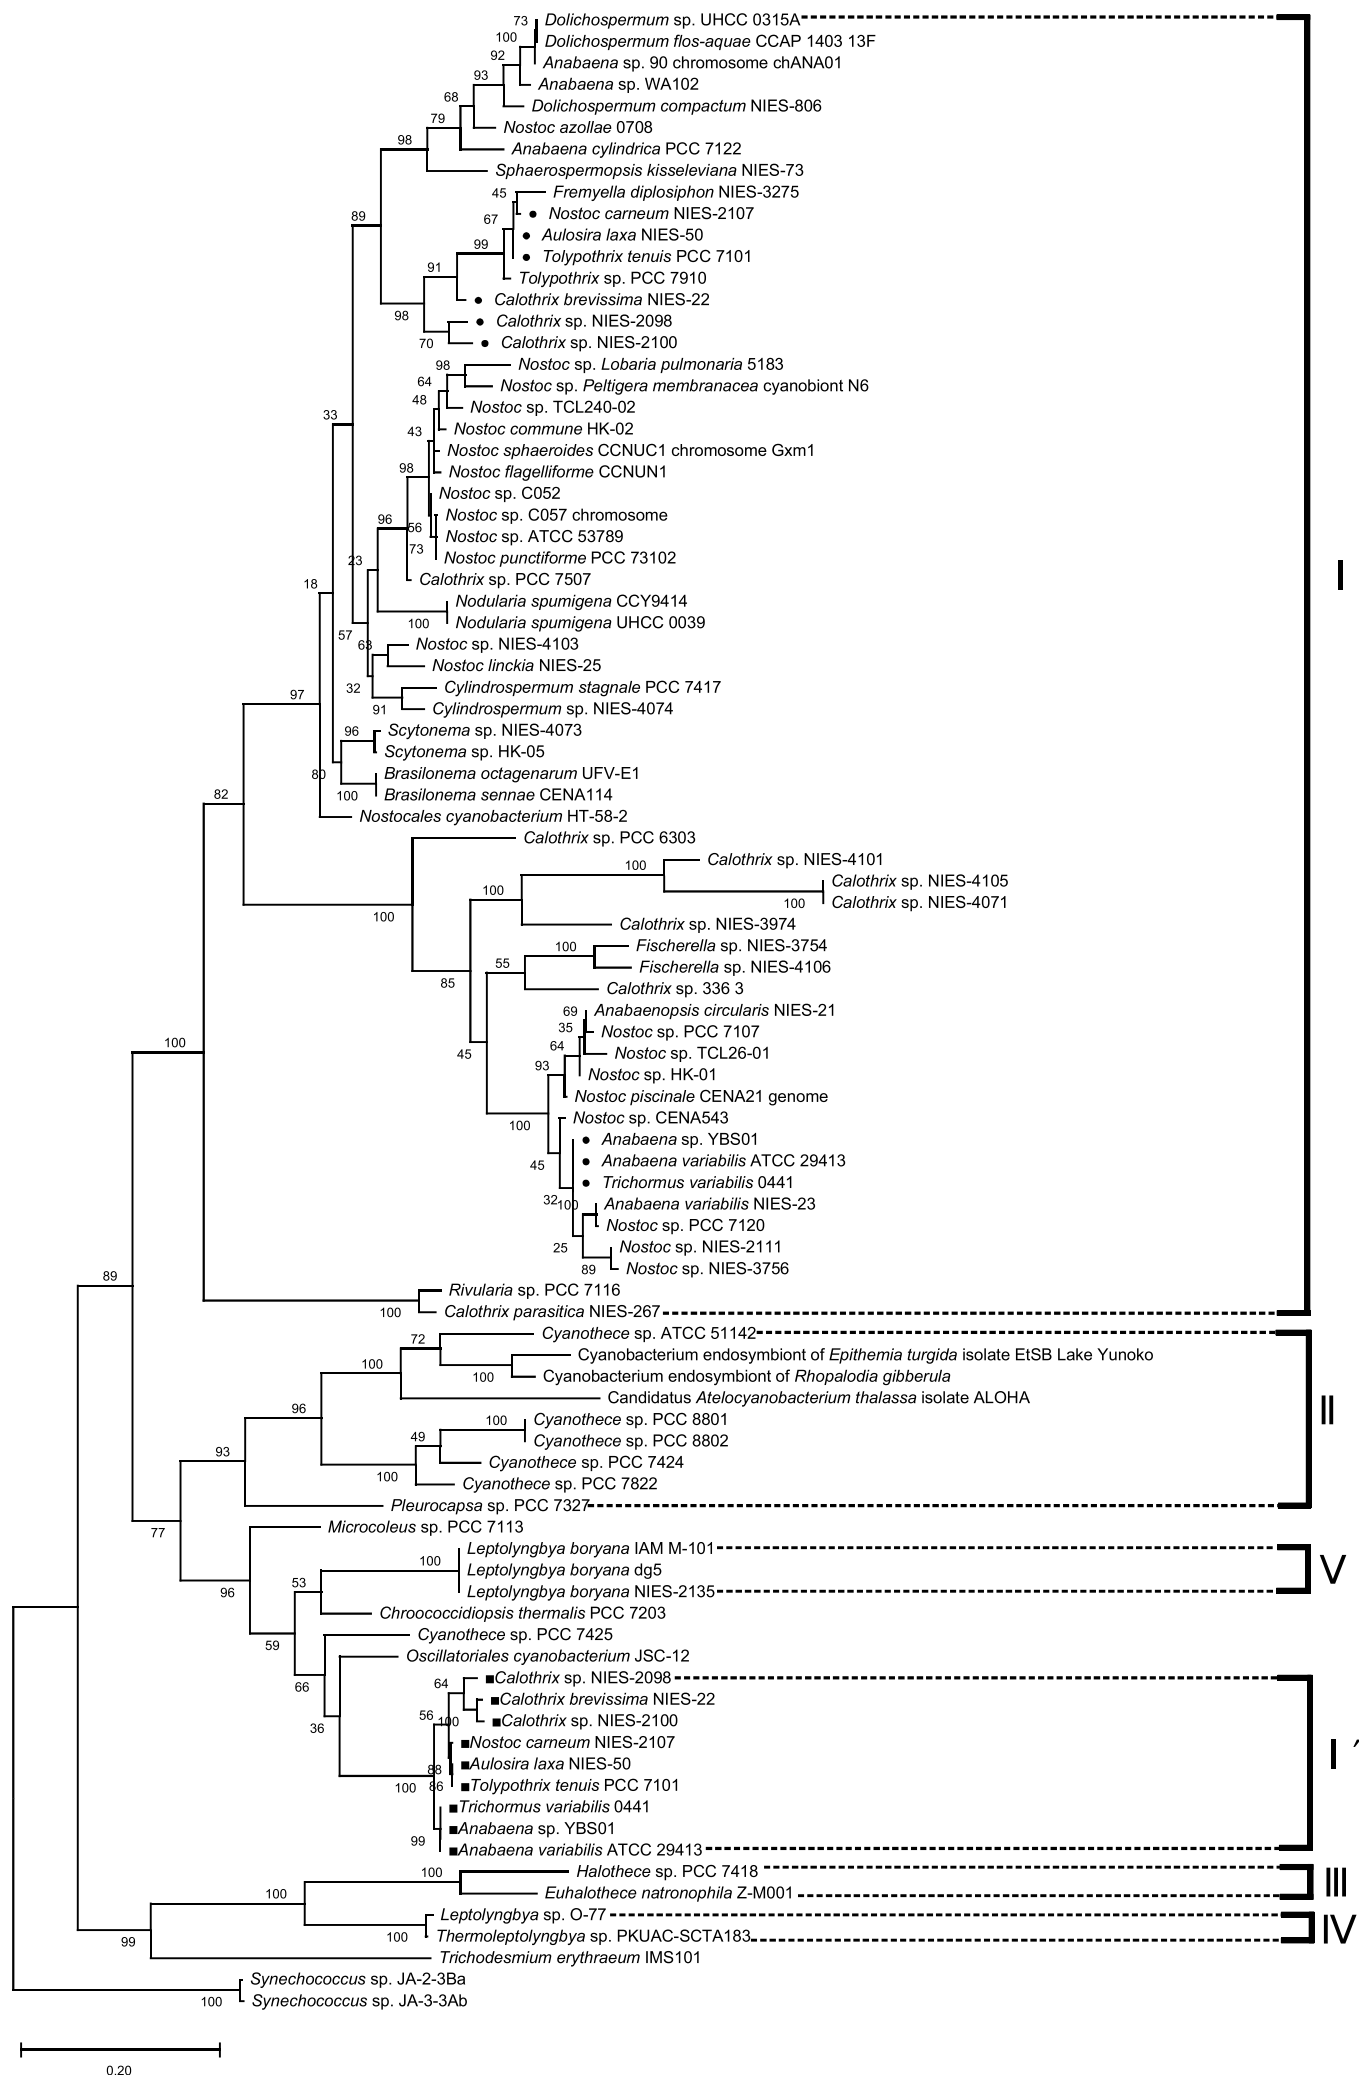 73
Dolichospermum sp. UHCC 0315A
100
Dolichospermum flos-aquae CCAP 1403 13F
92
Anabaena sp. 90 chromosome chANA01
93
Anabaena sp. WA102
68
Dolichospermum compactum NIES-806
79
Nostoc azollae 0708
98
Anabaena cylindrica PCC 7122
Sphaerospermopsis kisseleviana NIES-73
45
Fremyella diplosiphon NIES-3275
89
67
Nostoc carneum NIES-2107
Aulosira laxa NIES-50
99
Tolypothrix tenuis PCC 7101
91
Tolypothrix sp. PCC 7910
Calothrix brevissima NIES-22
98
Calothrix sp. NIES-2098
70
Calothrix sp. NIES-2100
98
Nostoc sp. Lobaria pulmonaria 5183
64
Nostoc sp. Peltigera membranacea cyanobiont N6
48
Nostoc sp. TCL240-02
33
43
Nostoc commune HK-02
Nostoc sphaeroides CCNUC1 chromosome Gxm1
98
Nostoc flagelliforme CCNUN1
Nostoc sp. C052
96
56
Nostoc sp. C057 chromosome
Nostoc sp. ATCC 53789
73
Nostoc punctiforme PCC 73102
23
Calothrix sp. PCC 7507
I
18
Nodularia spumigena CCY9414
100
Nodularia spumigena UHCC 0039
57
63
Nostoc sp. NIES-4103
Nostoc linckia NIES-25
32
Cylindrospermum stagnale PCC 7417
97
91
Cylindrospermum sp. NIES-4074
96
Scytonema sp. NIES-4073
Scytonema sp. HK-05
80
Brasilonema octagenarum UFV-E1
100
Brasilonema sennae CENA114
82
Nostocales cyanobacterium HT-58-2
Calothrix sp. PCC 6303
100
Calothrix sp. NIES-4101
100
Calothrix sp. NIES-4105
100
Calothrix sp. NIES-4071
100
Calothrix sp. NIES-3974
100
Fischerella sp. NIES-3754
55
Fischerella sp. NIES-4106
85
Calothrix sp. 336 3
69
Anabaenopsis circularis NIES-21
35
Nostoc sp. PCC 7107
100
45
64
Nostoc sp. TCL26-01
93
Nostoc sp. HK-01
Nostoc piscinale CENA21 genome
100
Nostoc sp. CENA543
Anabaena sp. YBS01
45
Anabaena variabilis ATCC 29413
Trichormus variabilis 0441
32
100
Anabaena variabilis NIES-23
Nostoc sp. PCC 7120
25
Nostoc sp. NIES-2111
89
Nostoc sp. NIES-3756
89
Rivularia sp. PCC 7116
100
Calothrix parasitica NIES-267
72
Cyanothece sp. ATCC 51142
100
Cyanobacterium endosymbiont of Epithemia turgida isolate EtSB Lake Yunoko
100
Cyanobacterium endosymbiont of Rhopalodia gibberula
Candidatus Atelocyanobacterium thalassa isolate ALOHA
II
96
100
Cyanothece sp. PCC 8801
49
Cyanothece sp. PCC 8802
93
Cyanothece sp. PCC 7424
100
Cyanothece sp. PCC 7822
Pleurocapsa sp. PCC 7327
77
Microcoleus sp. PCC 7113
Leptolyngbya boryana IAM M-101
100
Leptolyngbya boryana dg5
V
96
53
Leptolyngbya boryana NIES-2135
Chroococcidiopsis thermalis PCC 7203
59
Cyanothece sp. PCC 7425
Oscillatoriales cyanobacterium JSC-12
66
64
Calothrix sp. NIES-2098
Calothrix brevissima NIES-22
36
56
100
Calothrix sp. NIES-2100
Nostoc carneum NIES-2107
I ′
88
Aulosira laxa NIES-50
100
86
Tolypothrix tenuis PCC 7101
Trichormus variabilis 0441
99
Anabaena sp. YBS01
Anabaena variabilis ATCC 29413
100
Halothece sp. PCC 7418
III
100
Euhalothece natronophila Z-M001
Leptolyngbya sp. O-77
IV
99
100
Thermoleptolyngbya sp. PKUAC-SCTA183
Trichodesmium erythraeum IMS101
Synechococcus sp. JA-2-3Ba
100
Synechococcus sp. JA-3-3Ab
0.20